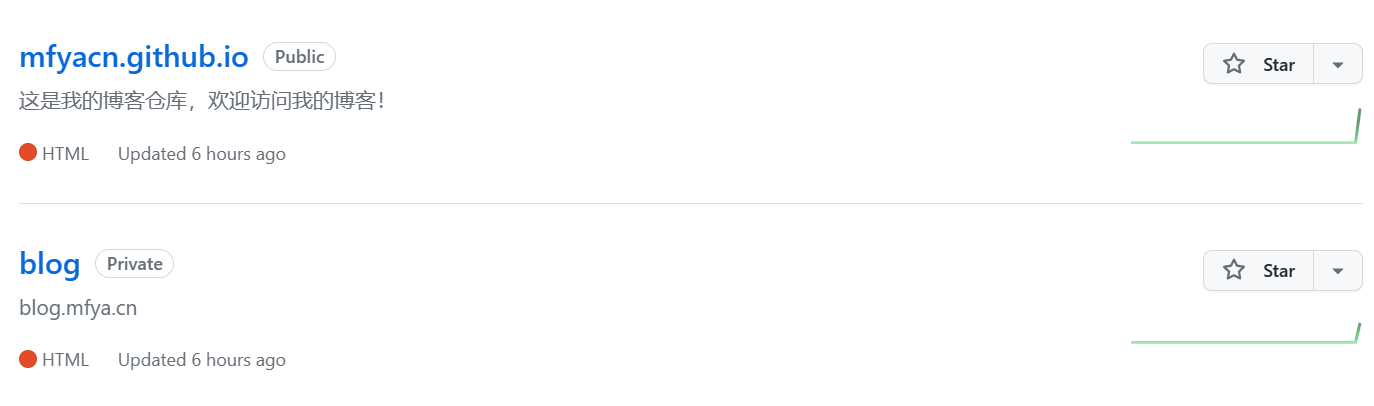 mfyacn.github.io Public Star
这是我的博客仓库，欢迎访问我的博客！
HTML Updated 6 hours ago
blog Private Star
blog.mfya.cn
HTML Updated 6 hours ago